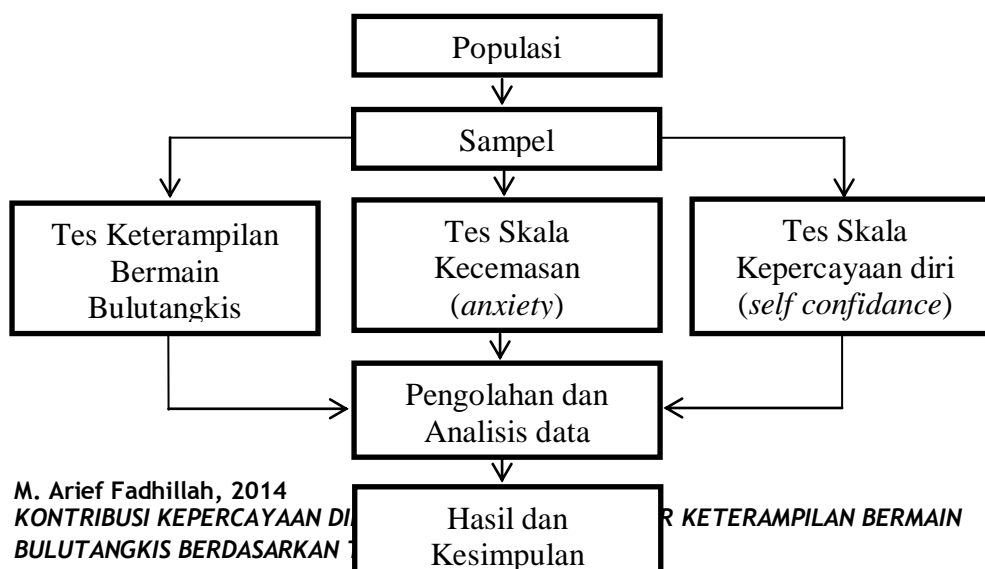 Populasi
Sampel
Tes Keterampilan
Bermain
Bulutangkis
Tes Skala
Kecemasan
(anxiety)
Tes Skala
Kepercayaan diri
(self confidance)
Pengolahan dan
Analisis data
Hasil dan
Kesimpulan
M. Arief Fadhillah, 2014
KONTRIBUSI KEPERCAYAAN KETERAMPILAN BERMAIN
BULUTANGKIS BERDASARKAN